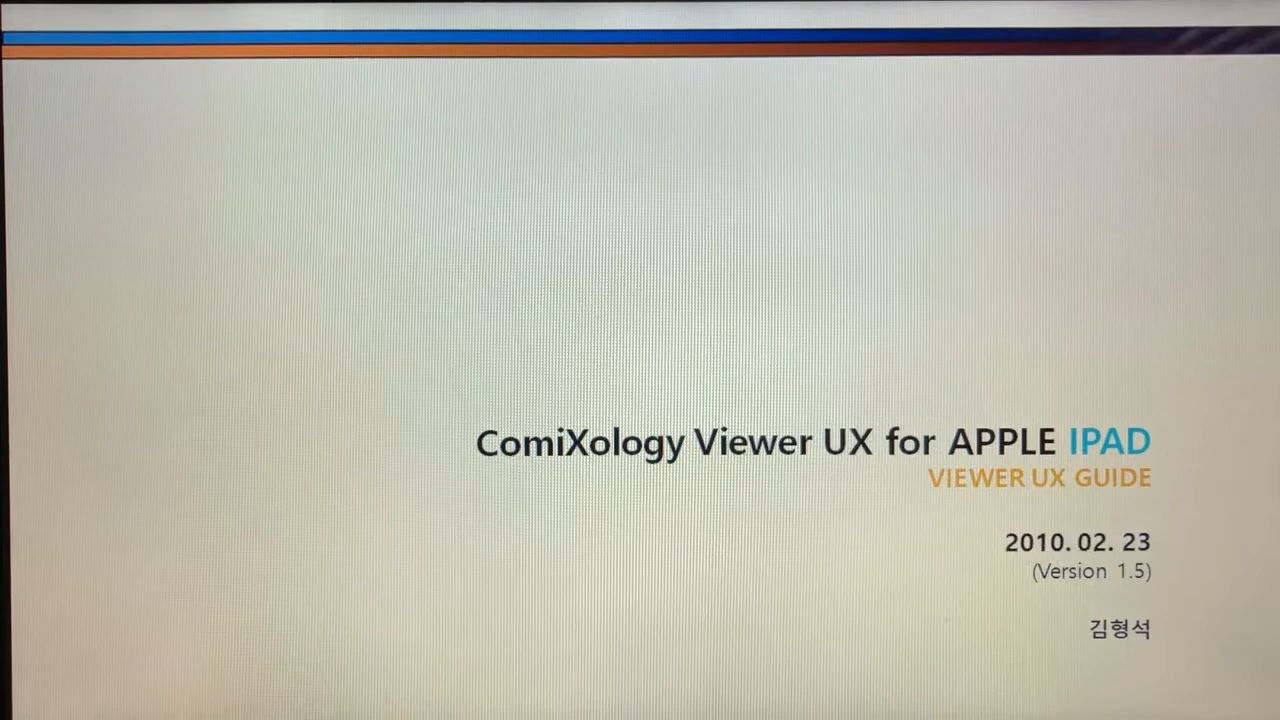 ComiXology Viewer UX for APPLE IPAD
VIEWER UX GUIDE
2010. 02. 23
(Version 1.5)
김형석